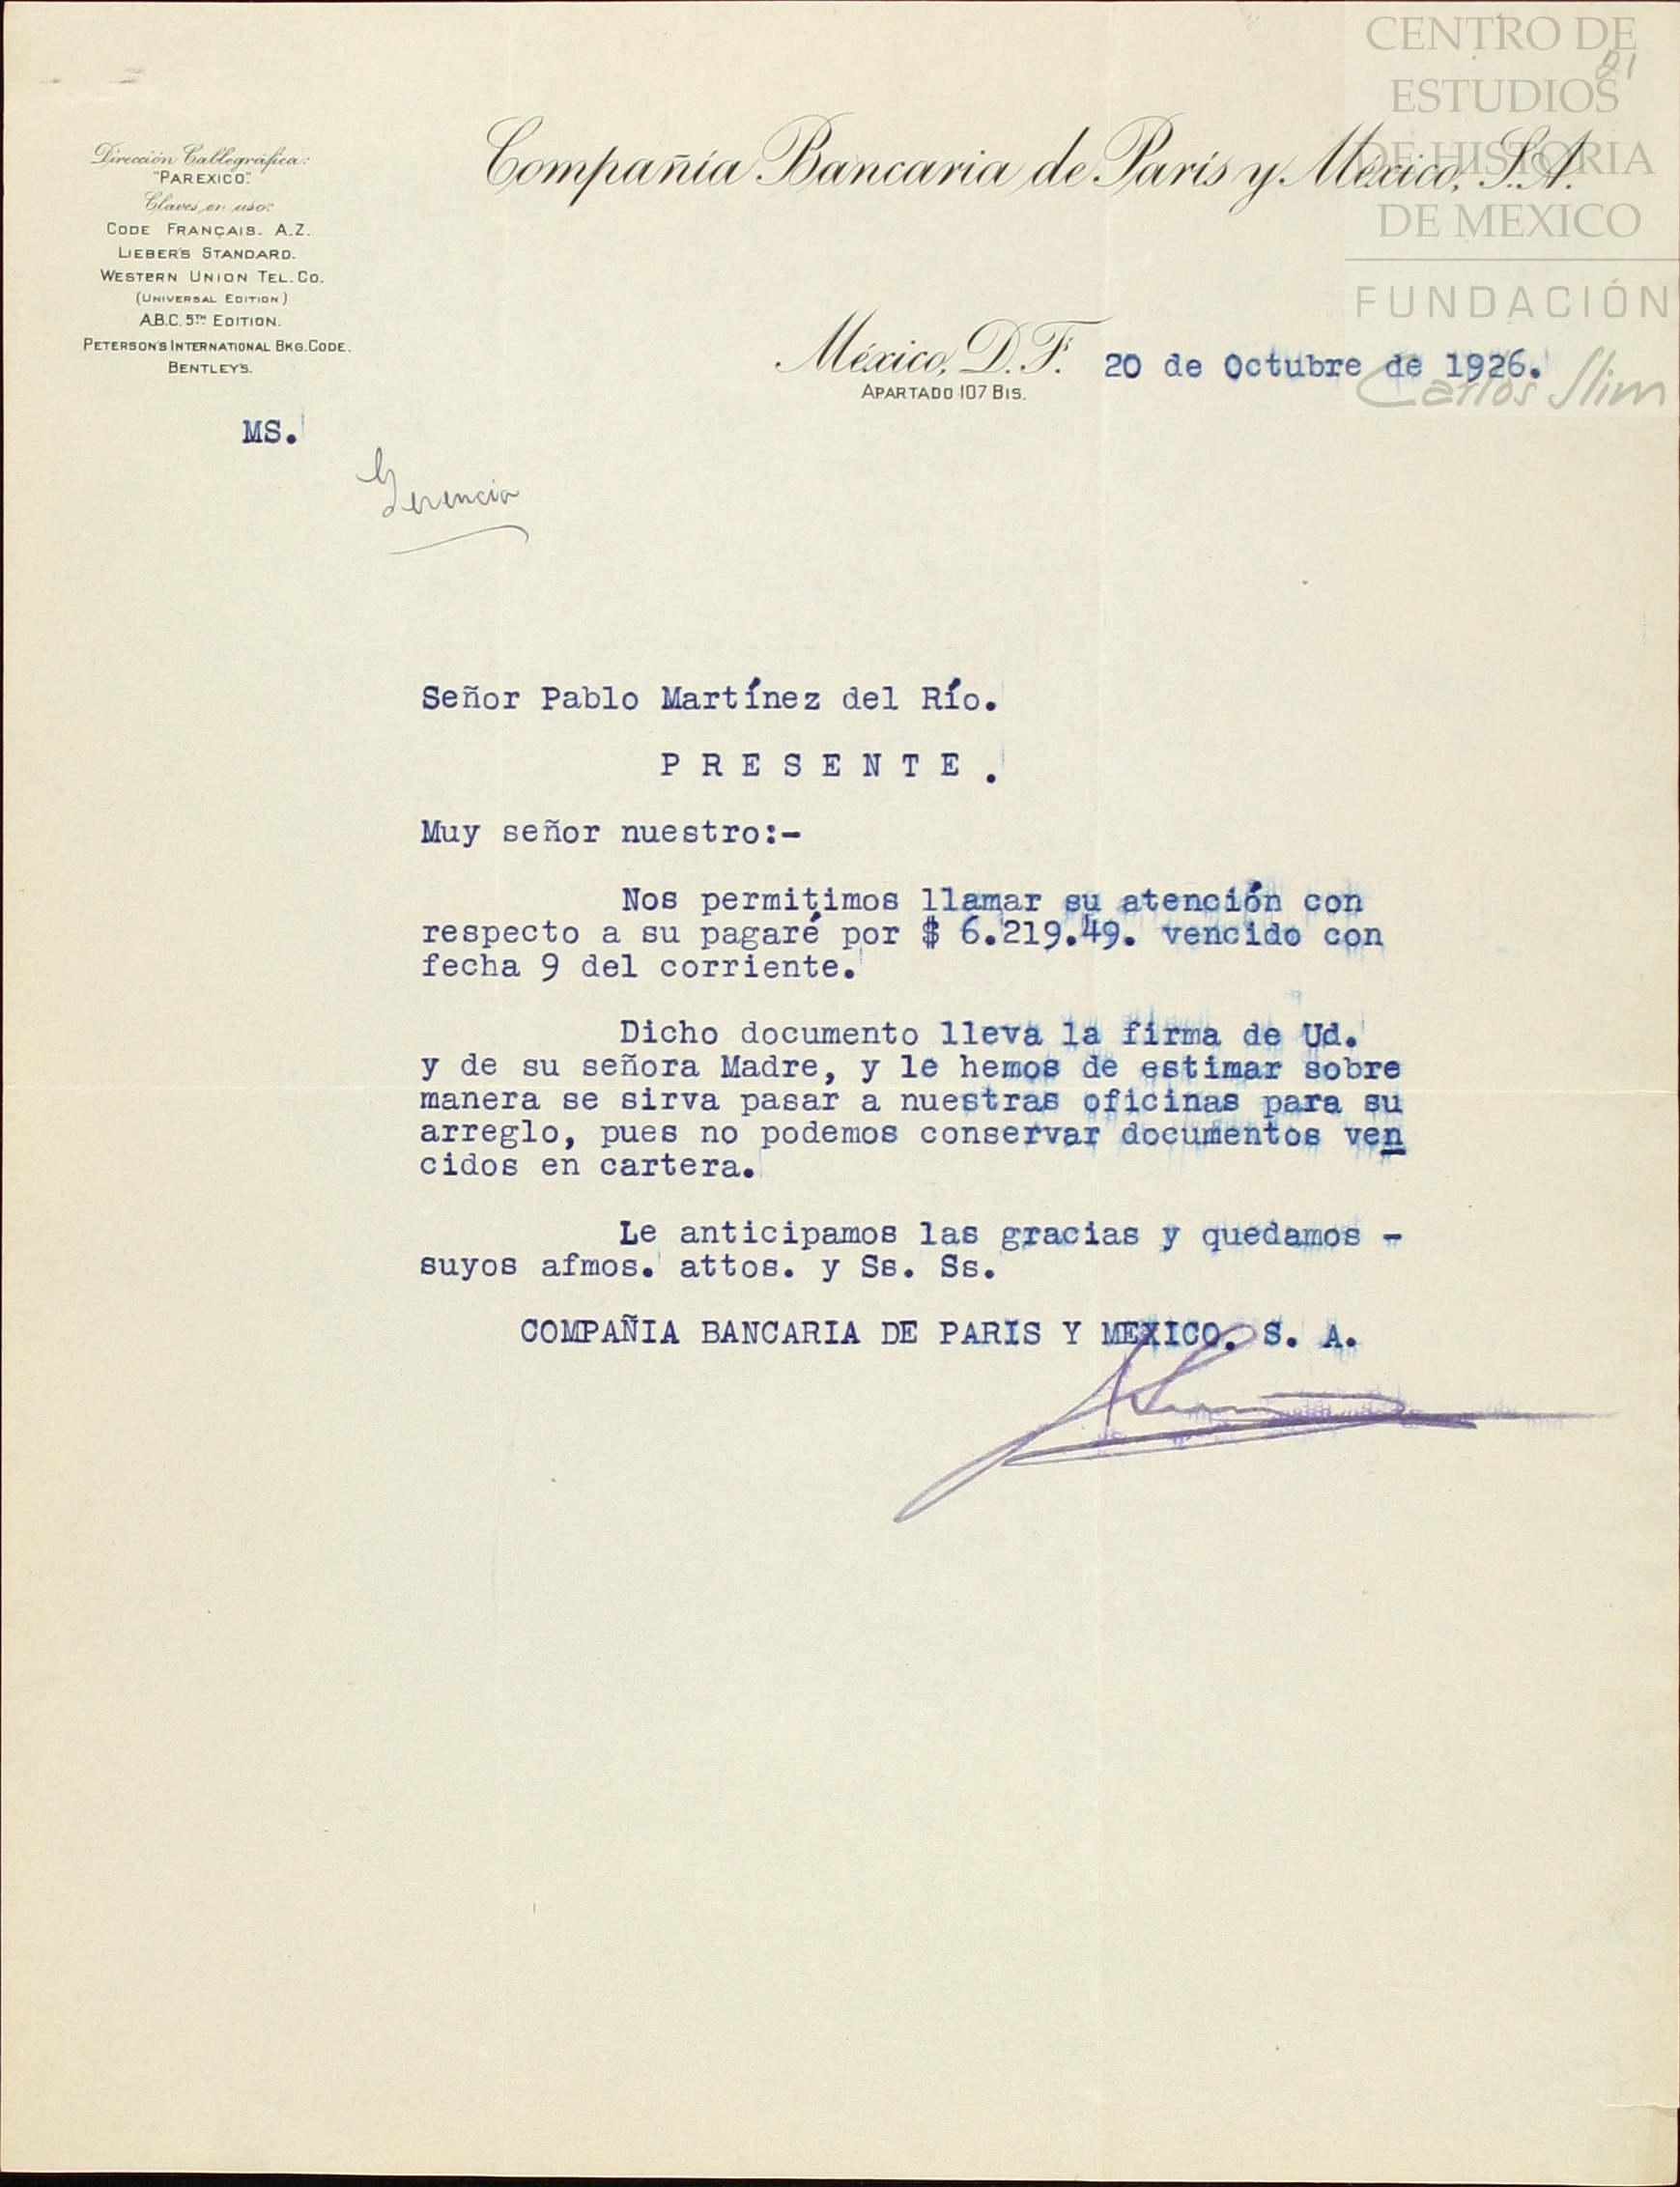 CENTRO DE
ESTUDIOS
DE HISTORIA
DE MEXICO
FUNDACIÓN
Carlos Slim
21
Dirección Cablegráfica:
"PAREXICO".
Claves en uso:
CODE FRANÇAIS. A.Z.
LIEBER'S STANDARD.
WESTERN UNION TEL. CO.
(UNIVERSAL EDITION)
A.B.C. 5TH EDITION.
PETERSON'S INTERNATIONAL BKG. CODE.
BENTLEY'S.
Compañía Bancaria de París y México, S.A.
México, D. F. 20 de Octubre de 1926.
APARTADO 107 BIS.
MS.
Gerencia
Señor Pablo Martínez del Río.
P R E S E N T E .
Muy señor nuestro:-
Nos permitimos llamar su atención con
respecto a su pagaré por $ 6.219.49. vencido con
fecha 9 del corriente.
Dicho documento lleva la firma de Ud.
y de su señora Madre, y le hemos de estimar sobre
manera se sirva pasar a nuestras oficinas para su
arreglo, pues no podemos conservar documentos ven
cidos en cartera.
Le anticipamos las gracias y quedamos -
suyos afmos. attos. y Ss. Ss.
COMPAÑIA BANCARIA DE PARIS Y MEXICO. S. A.